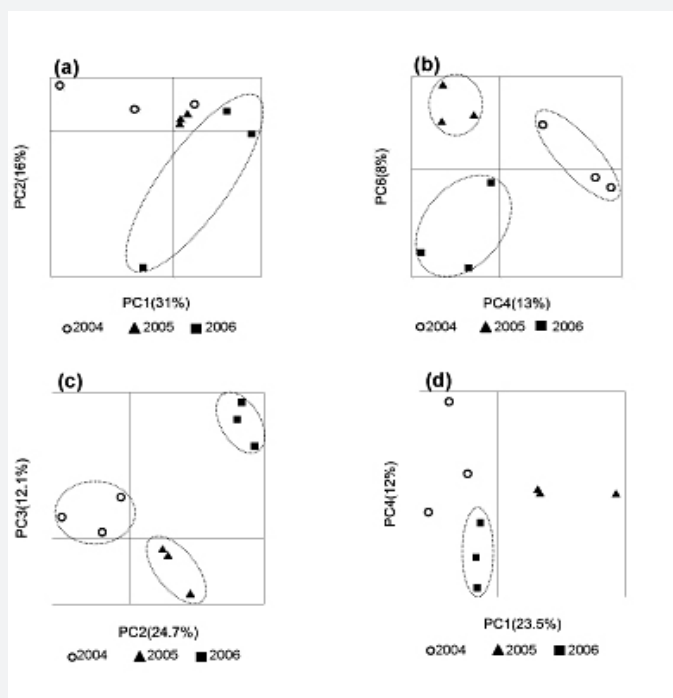 (a)
PC2(16%)
PC1(31%)
2004 2005 2006
(b)
PC6(8%)
PC4(13%)
2004 2005 2006
(c)
PC3(12.1%)
PC2(24.7%)
2004 2005 2006
(d)
PC4(12%)
PC1(23.5%)
2004 2005 2006